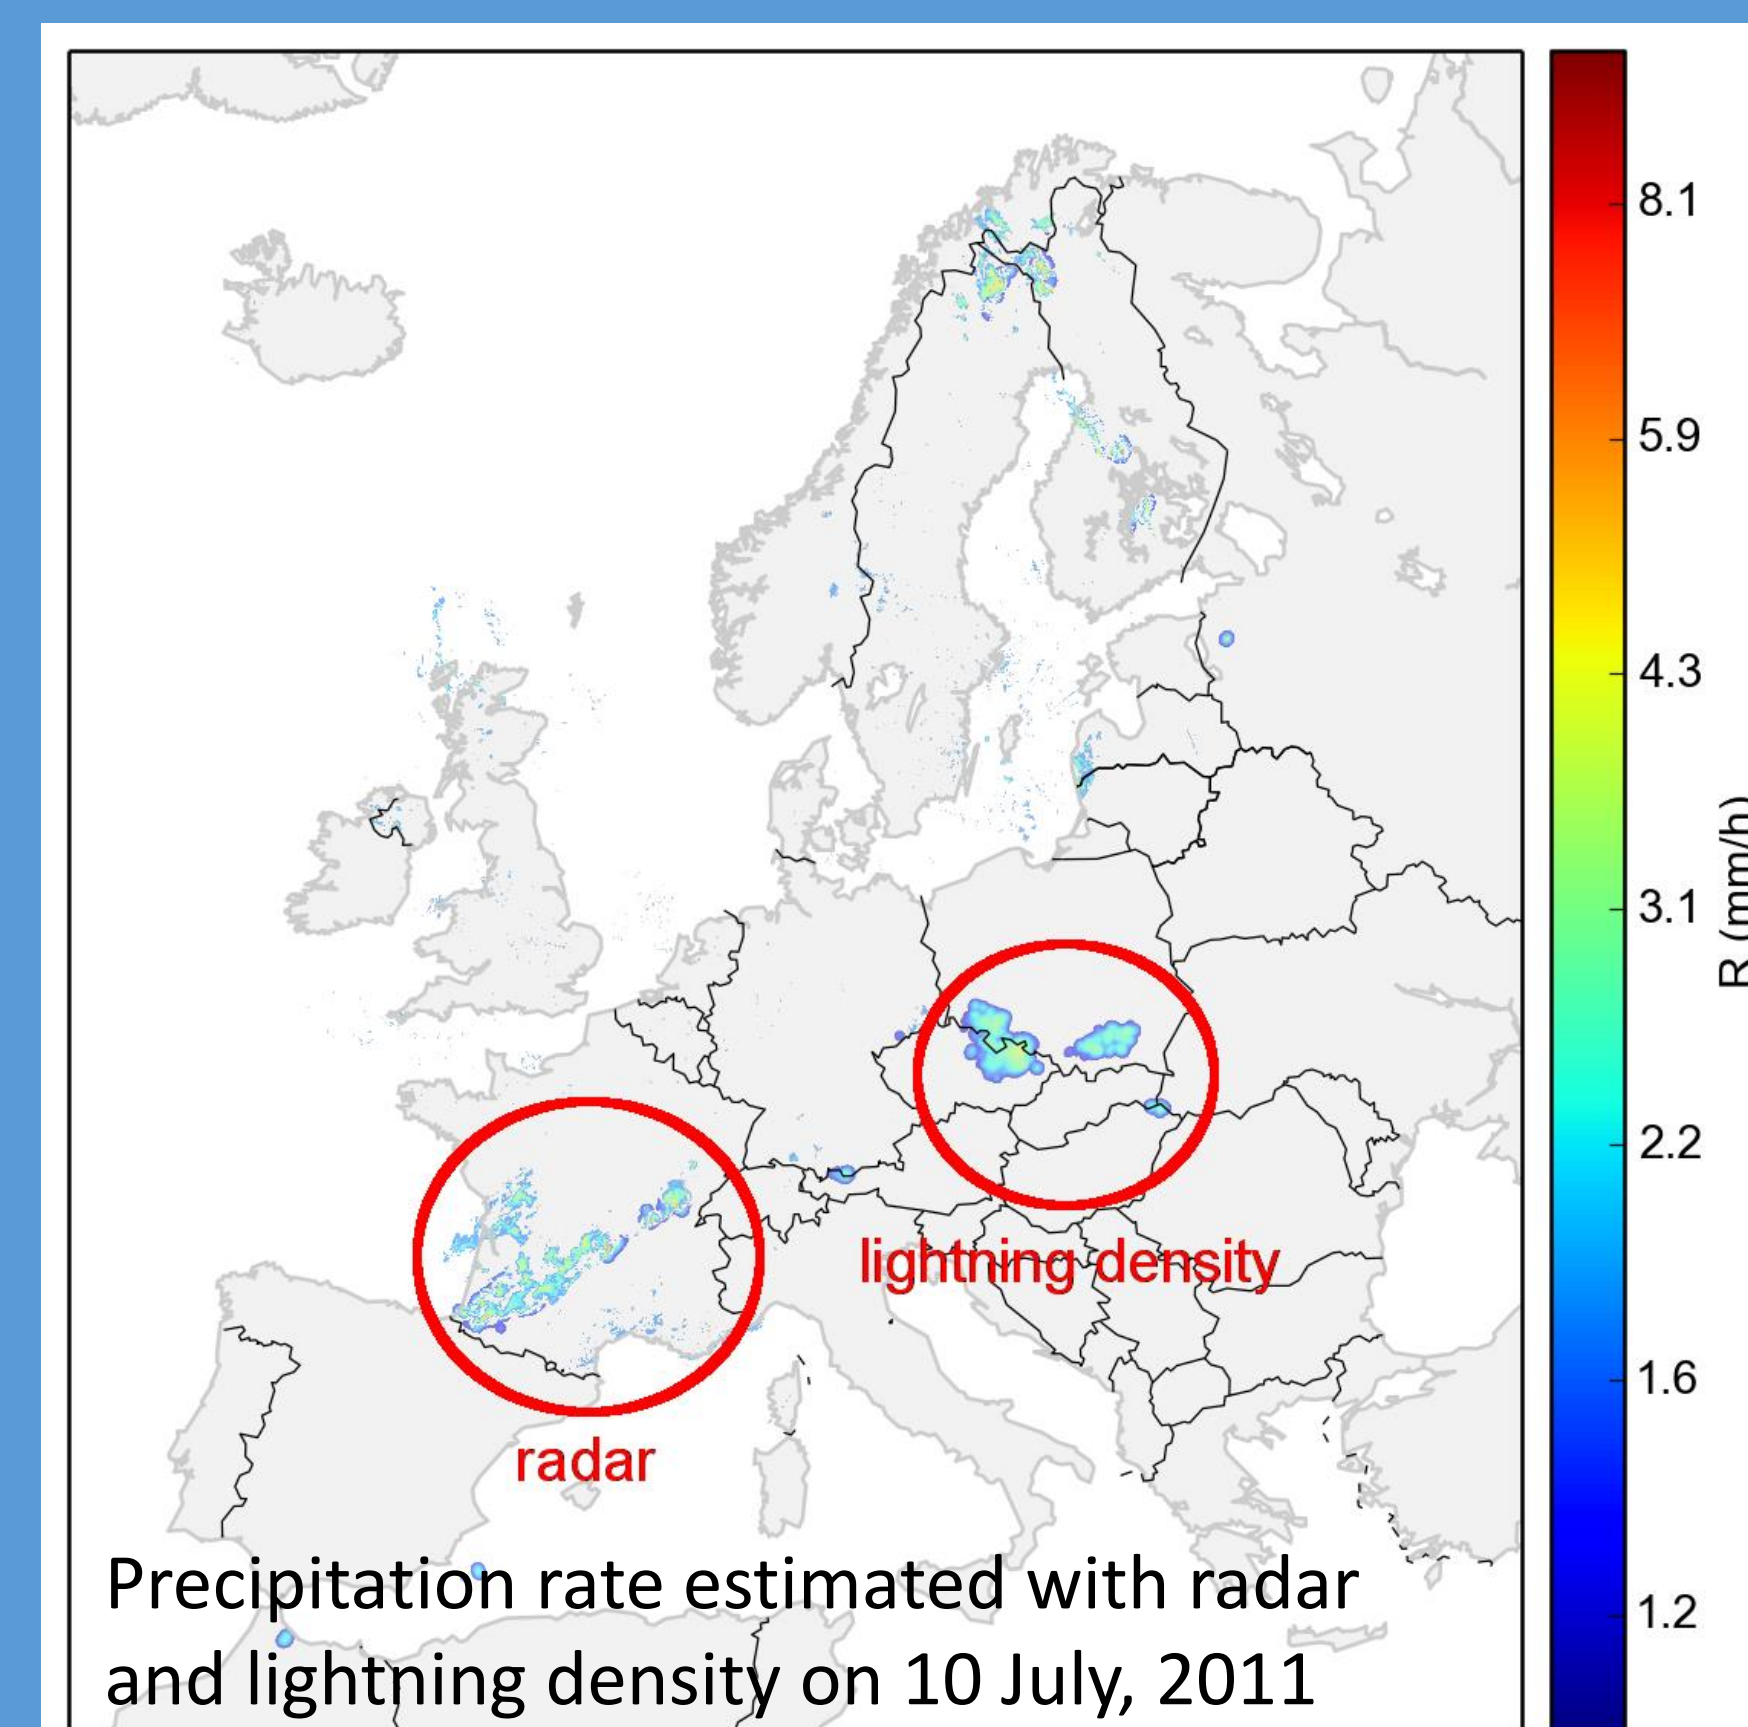 8.1
5.9
4.3
3.1
2.2
1.6
1.2
R (mm/h)
lightning density
radar
Precipitation rate estimated with radar
and lightning density on 10 July, 2011